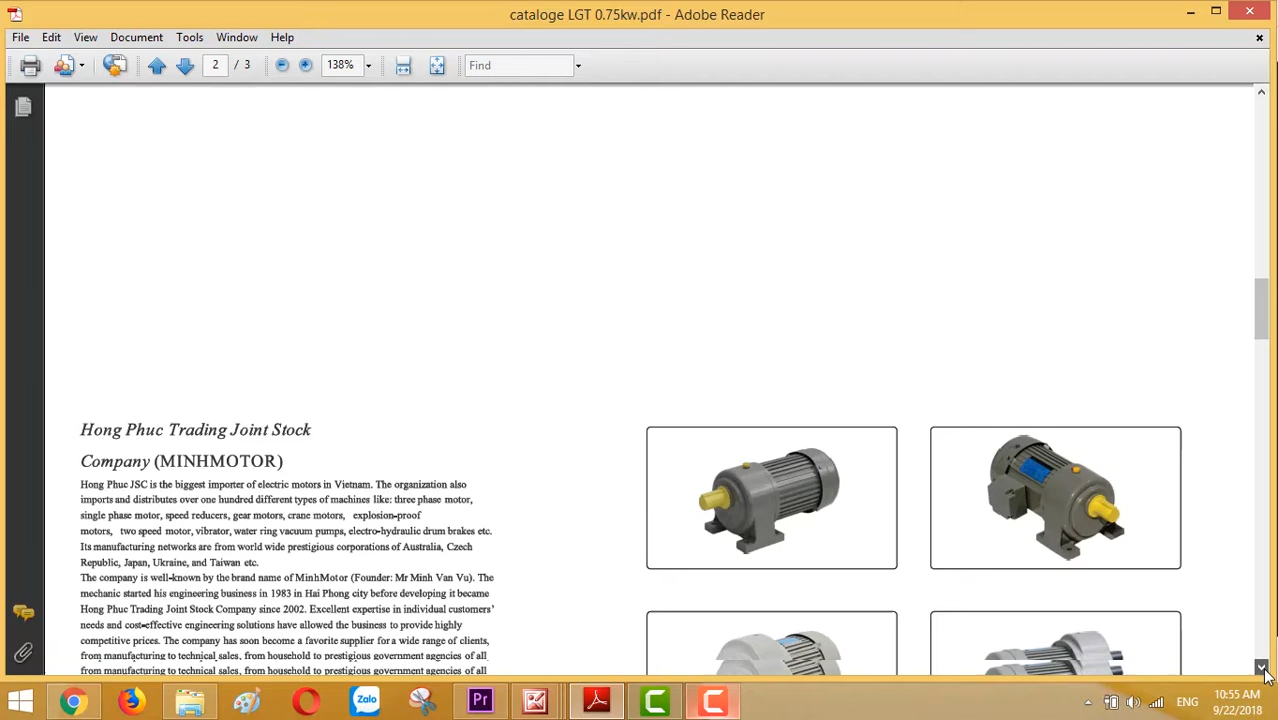 cataloge LGT 0.75kw.pdf - Adobe Reader
File Edit View Document Tools Window Help
2 / 3 138% Find
Hong Phuc Trading Joint Stock
Company (MINHMOTOR)
Hong Phuc JSC is the biggest importer of electric motors in Vietnam. The organization also
imports and distributes over one hundred different types of machines like: three phase motor,
single phase motor, speed reducers, gear motors, crane motors, explosion-proof
motors, two speed motor, vibrator, water ring vacuum pumps, electro-hydraulic drum brakes etc.
Its manufacturing networks are from world wide prestigious corporations of Australia, Czech
Republic, Japan, Ukraine, and Taiwan etc.
The company is well-known by the brand name of MinhMotor (Founder: Mr Minh Van Vu). The
mechanic started his engineering business in 1983 in Hai Phong city before developing it became
Hong Phuc Trading Joint Stock Company since 2002. Excellent expertise in individual customers'
needs and cost-effective engineering solutions have allowed the business to provide highly
competitive prices. The company has soon become a favorite supplier for a wide range of clients,
from manufacturing to technical sales, from household to prestigious government agencies of all
from manufacturing to technical sales, from household to prestigious government agencies of all
Zalo
Pr
ENG
10:55 AM
9/22/2018